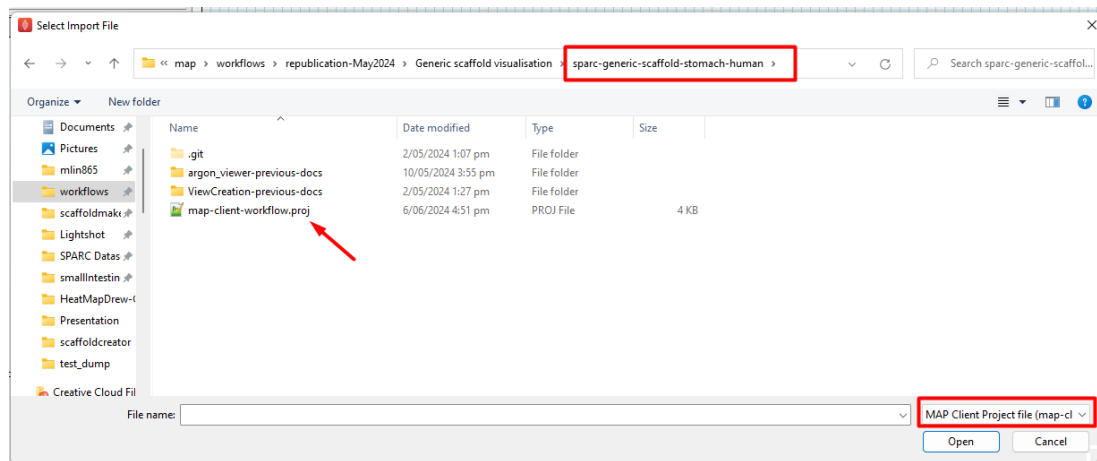 Select Import File
« map › workflows › republication-May2024 › Generic scaffold visualisation › sparc-generic-scaffold-stomach-human ›
Search sparc-generic-scaffol...
Organize New folder
Documents
Pictures
mlin865
workflows
scaffoldmake
Lightshot
SPARC Datas
smallIntestin
HeatMapDrew-C
Presentation
scaffoldcreator
test_dump
Creative Cloud Fil
Name Date modified Type Size
.git 2/05/2024 1:07 pm File folder
argon_viewer-previous-docs 10/05/2024 3:55 pm File folder
ViewCreation-previous-docs 2/05/2024 1:27 pm File folder
map-client-workflow.proj 6/06/2024 4:51 pm PROJ File 4 KB
File name:
MAP Client Project file (map-cl
Open Cancel